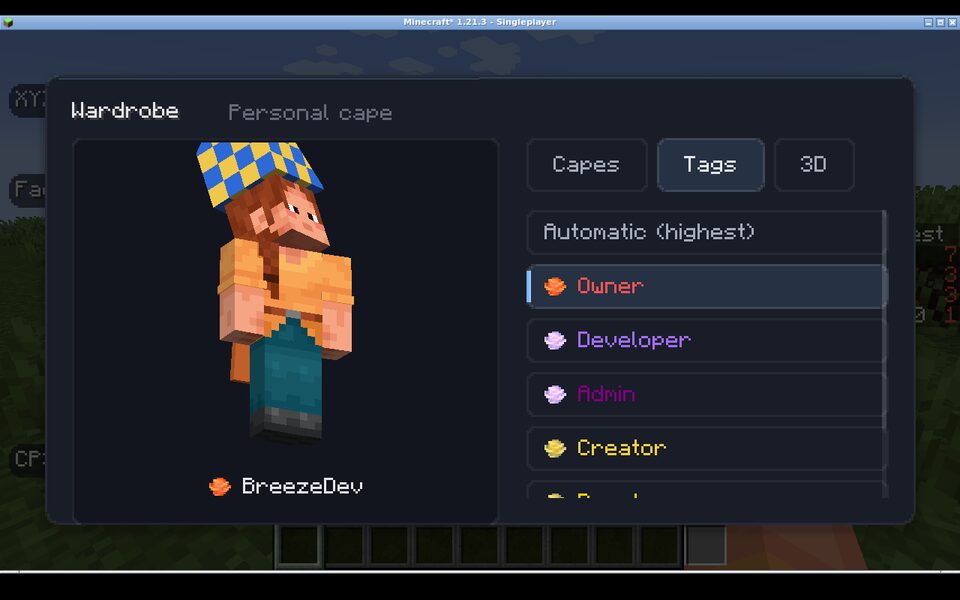 Minecraft* 1.21.3 - Singleplayer
Wardrobe
Personal cape
Capes
Tags
3D
Automatic (highest)
Owner
Developer
Admin
Creator
BreezeDev